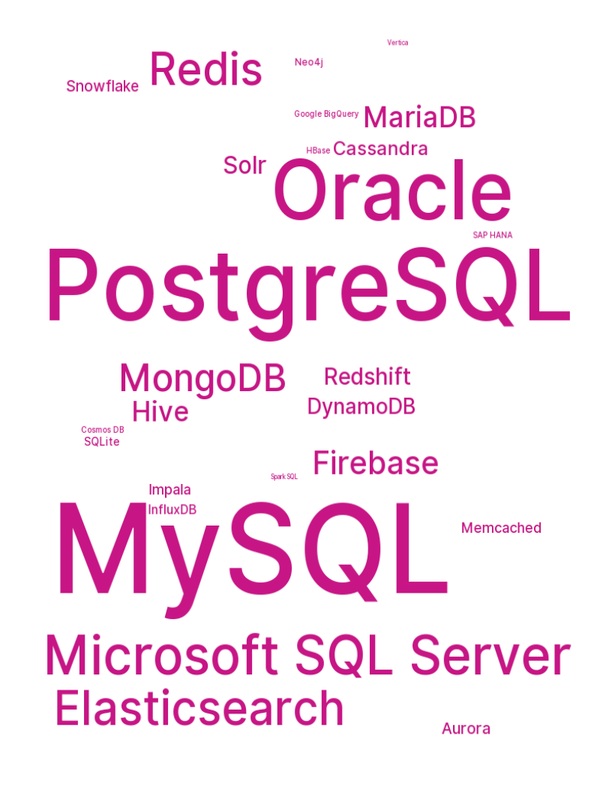 Vertica
Redis
Neo4j
Snowflake
Google BigQuery
MariaDB
HBase
Cassandra
Solr
Oracle
SAP HANA
PostgreSQL
MongoDB
Redshift
Hive
DynamoDB
Cosmos DB
SQLite
Firebase
Spark SQL
Impala
InfluxDB
MySQL
Memcached
Microsoft SQL Server
Elasticsearch
Aurora